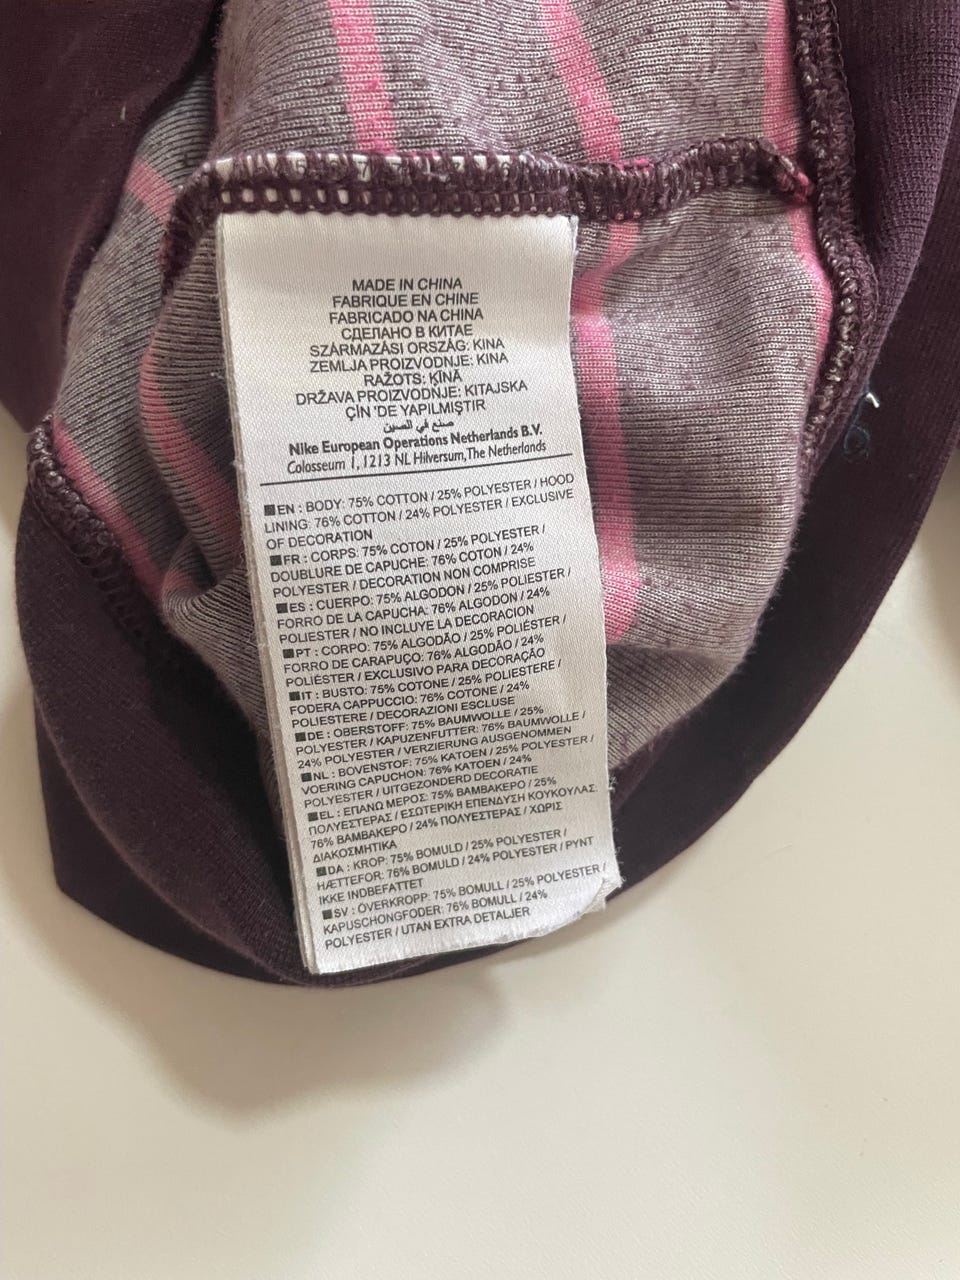 MADE IN CHINA
FABRIQUE EN CHINE
FABRICADO NA CHINA
СДЕЛАНО В КИТАЕ
SZÁRMAZÁSI ORSZÁG: KINA
ZEMLJA PROIZVODNJE: KINA
RAŽOTS: ĶĪNĀ
DRŽAVA PROIZVODNJE: KITAJSKA
ÇİN 'DE YAPILMIŞTIR
صنع في الصين
Nike European Operations Netherlands B.V.
Colosseum 1, 1213 NL Hilversum, The Netherlands
■EN : BODY: 75% COTTON / 25% POLYESTER / HOOD
LINING: 76% COTTON / 24% POLYESTER / EXCLUSIVE
OF DECORATION
■FR : CORPS: 75% COTON / 25% POLYESTER /
DOUBLURE DE CAPUCHE: 76% COTON / 24%
POLYESTER / DECORATION NON COMPRISE
■ES : CUERPO: 75% ALGODON / 25% POLIESTER /
FORRO DE LA CAPUCHA: 76% ALGODON / 24%
POLIESTER / NO INCLUYE LA DECORACION
■PT : CORPO: 75% ALGODÃO / 25% POLIÉSTER /
FORRO DE CARAPUÇO: 76% ALGODÃO / 24%
POLIÉSTER / EXCLUSIVO PARA DECORAÇÃO
■IT : BUSTO: 75% COTONE / 25% POLIESTERE /
FODERA CAPPUCCIO: 76% COTONE / 24%
POLIESTERE / DECORAZIONI ESCLUSE
■DE : OBERSTOFF: 75% BAUMWOLLE / 25%
POLYESTER / KAPUZENFUTTER: 76% BAUMWOLLE /
24% POLYESTER / VERZIERUNG AUSGENOMMEN
■NL : BOVENSTOF: 75% KATOEN / 25% POLYESTER /
VOERING CAPUCHON: 76% KATOEN / 24%
POLYESTER / UITGEZONDERD DECORATIE
■EL : ΕΠΑΝΩ ΜΕΡΟΣ: 75% ΒΑΜΒΑΚΕΡΟ / 25%
ΠΟΛΥΕΣΤΕΡΑΣ / ΕΣΩΤΕΡΙΚΗ ΕΠΕΝΔΥΣΗ ΚΟΥΚΟΥΛΑΣ:
76% ΒΑΜΒΑΚΕΡΟ / 24% ΠΟΛΥΕΣΤΕΡΑΣ / ΧΩΡΙΣ
ΔΙΑΚΟΣΜΗΤΙΚΑ
■DA : KROP: 75% BOMULD / 25% POLYESTER /
HÆTTEFOR: 76% BOMULD / 24% POLYESTER / PYNT
IKKE INDBEFATTET
■SV : ÖVERKROPP: 75% BOMULL / 25% POLYESTER /
KAPUSCHONGFODER: 76% BOMULL / 24%
POLYESTER / UTAN EXTRA DETALJER